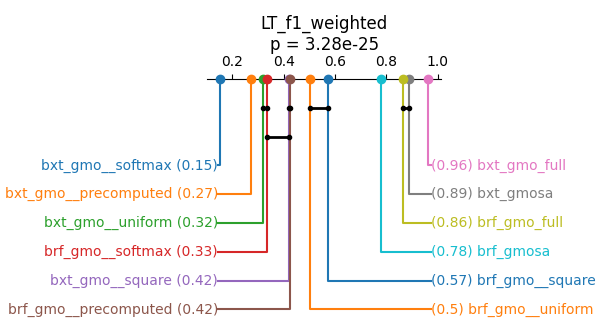 LT_f1_weighted
p = 3.28e-25
0.2 0.4 0.6 0.8 1.0
bxt_gmo__softmax (0.15)
(0.96) bxt_gmo_full
bxt_gmo__precomputed (0.27)
(0.89) bxt_gmosa
bxt_gmo__uniform (0.32)
(0.86) brf_gmo_full
brf_gmo__softmax (0.33)
(0.78) brf_gmosa
bxt_gmo__square (0.42)
(0.57) brf_gmo__square
brf_gmo__precomputed (0.42)
(0.5) brf_gmo__uniform